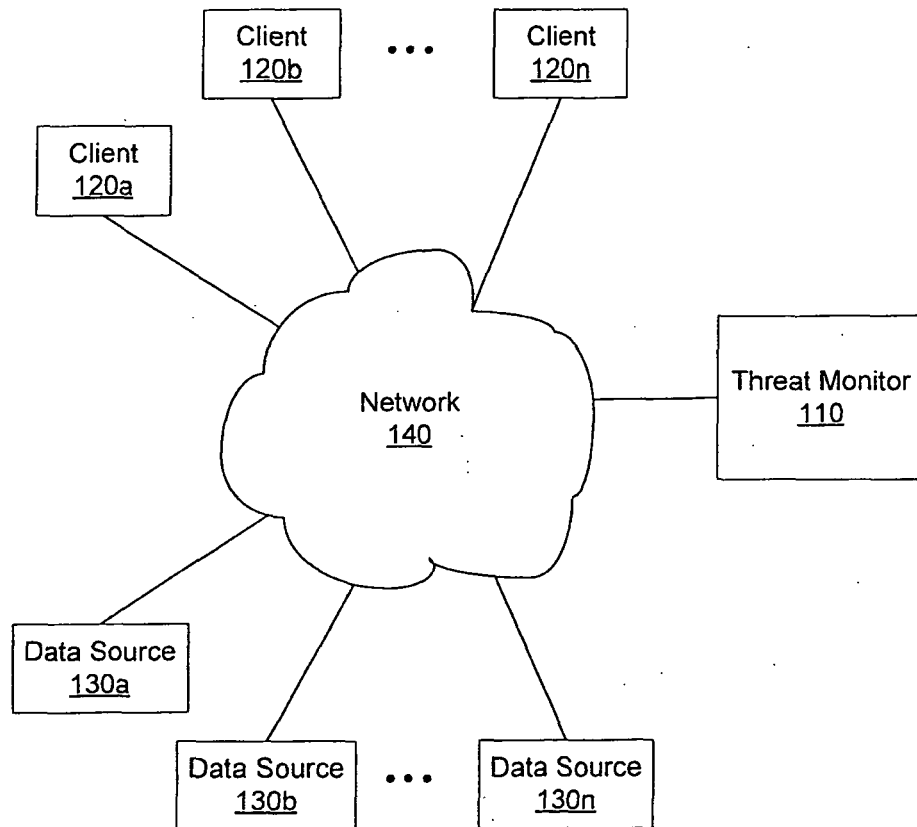 Client
120b
Client
120n
Client
120a
Network
140
Threat Monitor
110
Data Source
130a
Data Source
130b
Data Source
130n